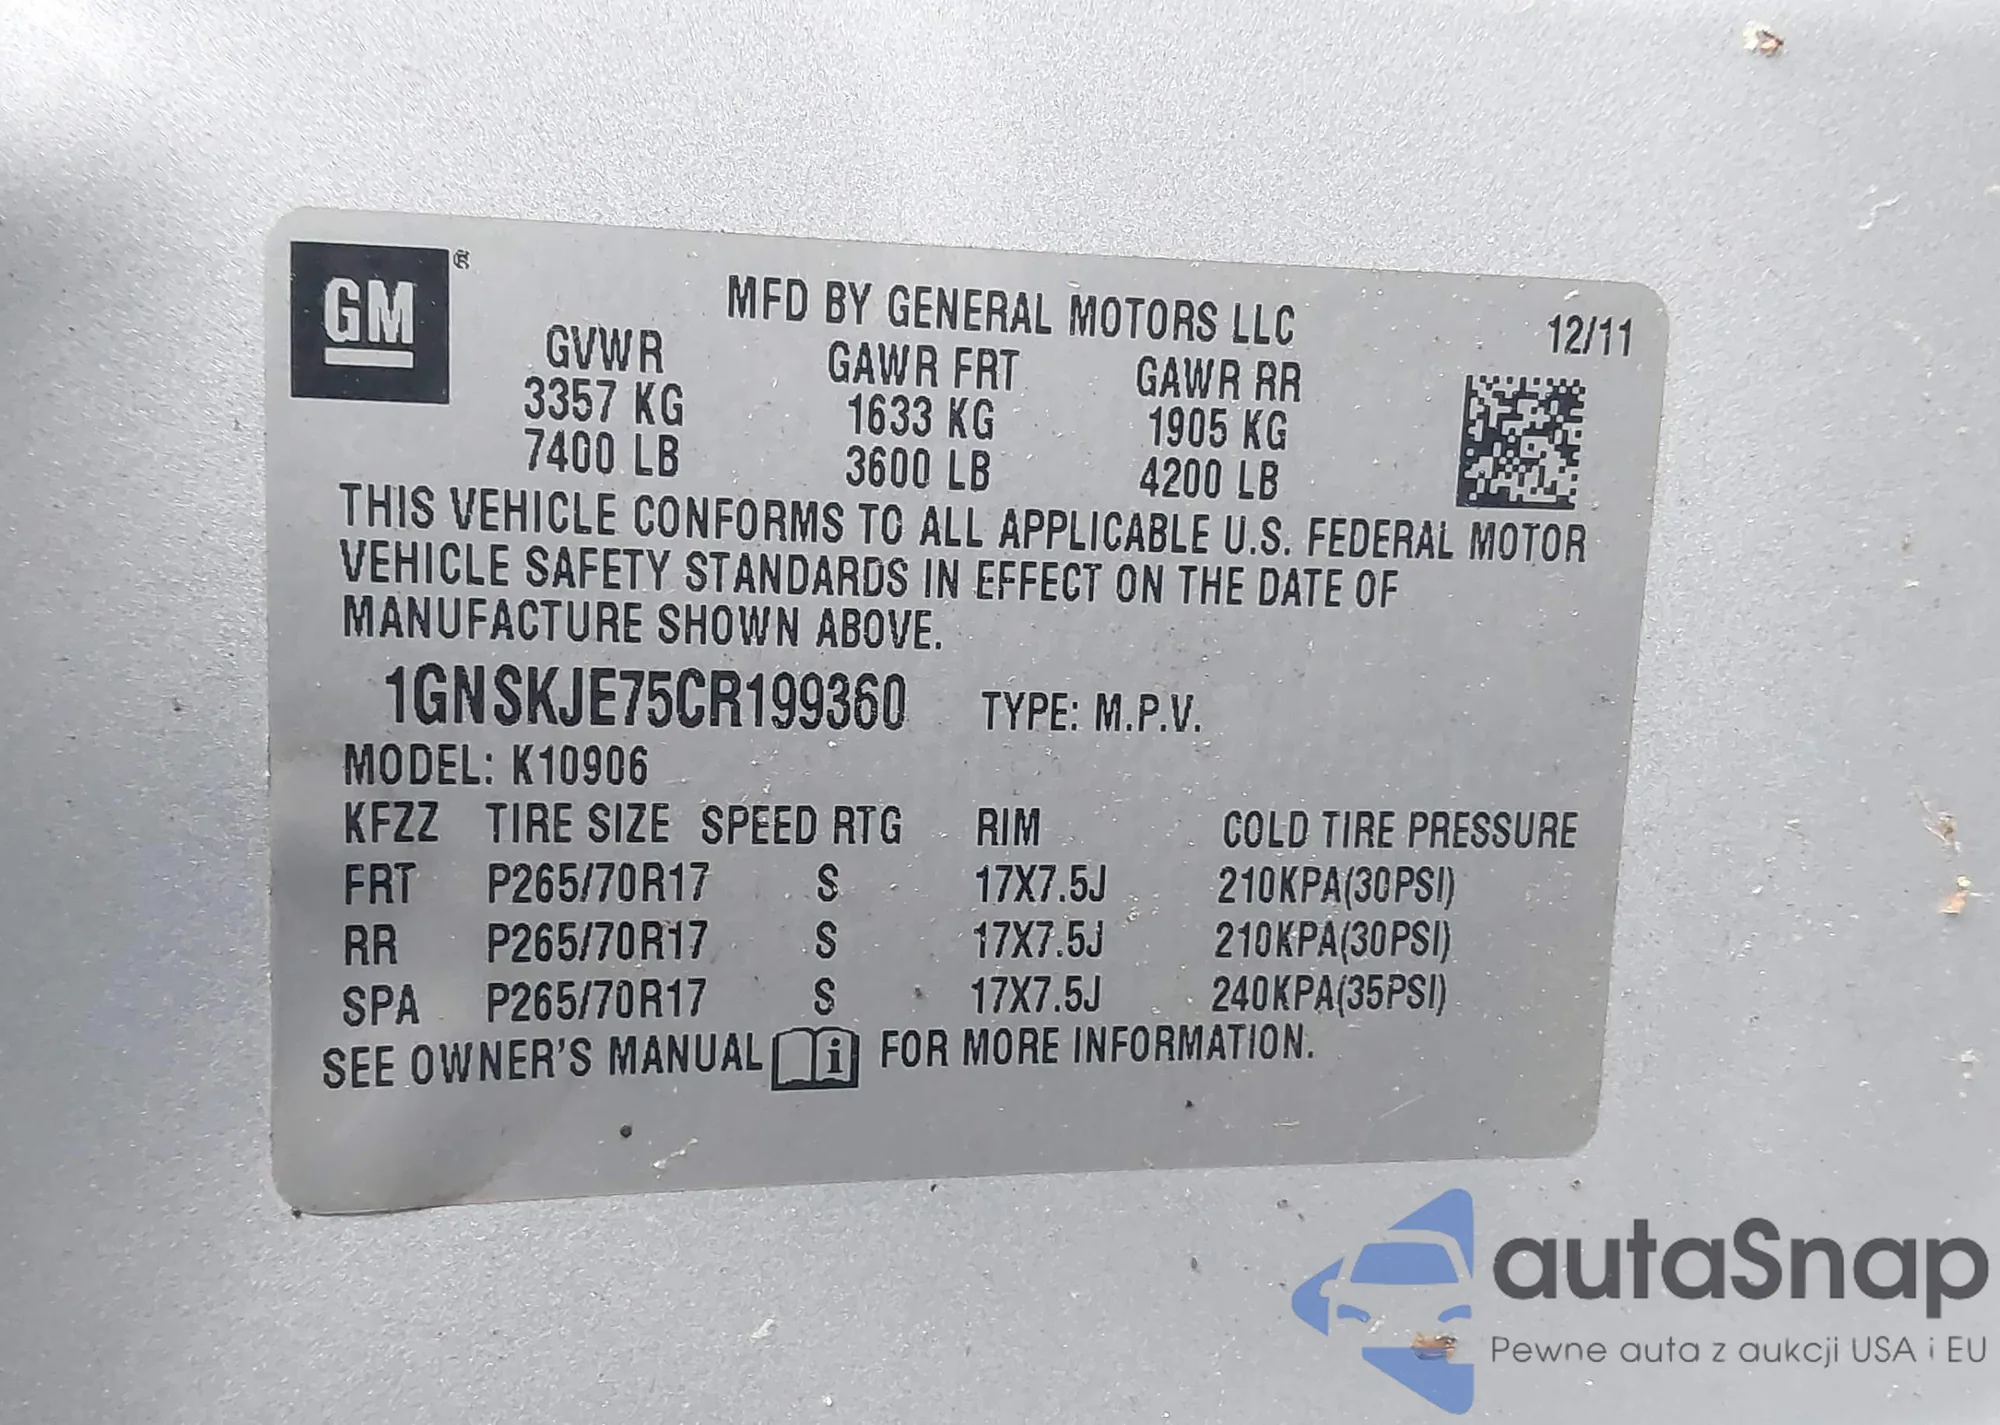 GM ®
MFD BY GENERAL MOTORS LLC
12/11
GVWR GAWR FRT GAWR RR
3357 KG 1633 KG 1905 KG
7400 LB 3600 LB 4200 LB
THIS VEHICLE CONFORMS TO ALL APPLICABLE U.S. FEDERAL MOTOR
VEHICLE SAFETY STANDARDS IN EFFECT ON THE DATE OF
MANUFACTURE SHOWN ABOVE.
1GNSKJE75CR199360 TYPE: M.P.V.
MODEL: K10906
KFZZ TIRE SIZE SPEED RTG RIM COLD TIRE PRESSURE
FRT P265/70R17 S 17X7.5J 210KPA(30PSI)
RR P265/70R17 S 17X7.5J 210KPA(30PSI)
SPA P265/70R17 S 17X7.5J 240KPA(35PSI)
SEE OWNER'S MANUAL i FOR MORE INFORMATION.
autaSnap
Pewne auta z aukcji USA i EU